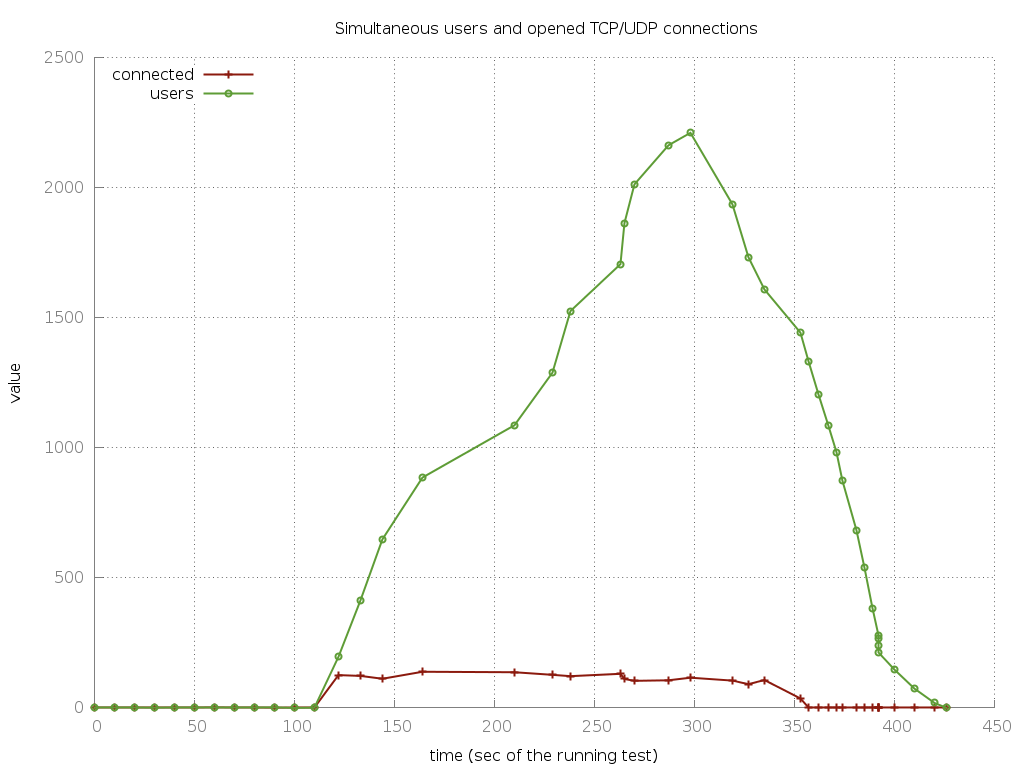 Simultaneous users and opened TCP/UDP connections
2500
connected
users
2000
1500
value
1000
500
0
0 50 100 150 200 250 300 350 400 450
time (sec of the running test)